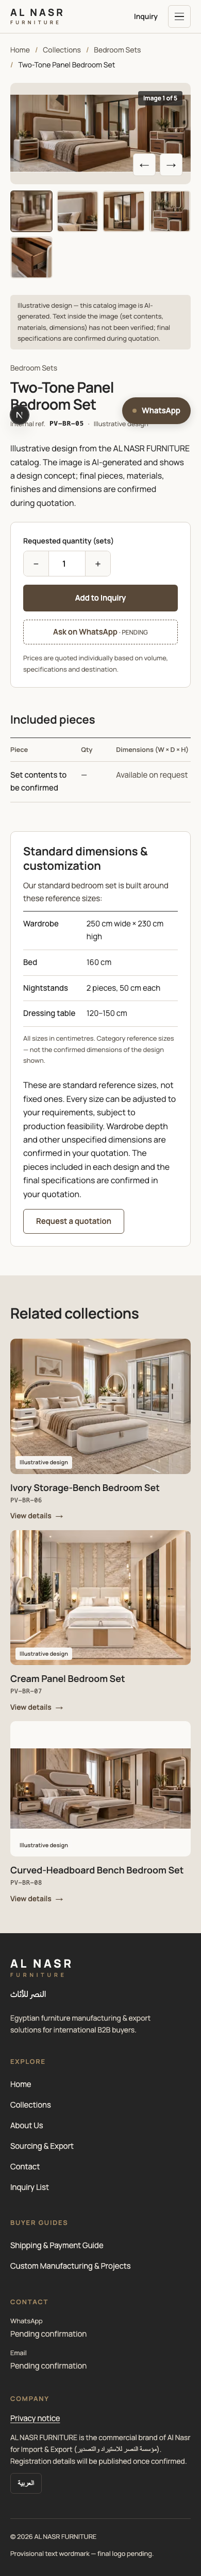 AL NASR
FURNITURE
Inquiry
Home / Collections / Bedroom Sets
/ Two-Tone Panel Bedroom Set
Image 1 of 5
← →
Illustrative design — this catalog image is AI-
generated. Text inside the image (set contents,
materials, dimensions) has not been verified; final
specifications are confirmed during quotation.
Bedroom Sets
Two-Tone Panel
Bedroom Set
N
WhatsApp
Internal ref. PV-BR-05 · Illustrative design
Illustrative design from the AL NASR FURNITURE
catalog. The image is AI-generated and shows
a design concept; final pieces, materials,
finishes and dimensions are confirmed
during quotation.
Requested quantity (sets)
− 1 +
Add to Inquiry
Ask on WhatsApp · PENDING
Prices are quoted individually based on volume,
specifications and destination.
Included pieces
Piece Qty Dimensions (W × D × H)
Set contents to — Available on request
be confirmed
Standard dimensions &
customization
Our standard bedroom set is built around
these reference sizes:
Wardrobe 250 cm wide × 230 cm
high
Bed 160 cm
Nightstands 2 pieces, 50 cm each
Dressing table 120–150 cm
All sizes in centimetres. Category reference sizes
— not the confirmed dimensions of the design
shown.
These are standard reference sizes, not
fixed ones. Every size can be adjusted to
your requirements, subject to
production feasibility. Wardrobe depth
and other unspecified dimensions are
confirmed in your quotation. The
pieces included in each design and the
final specifications are confirmed in
your quotation.
Request a quotation
Related collections
Illustrative design
Ivory Storage-Bench Bedroom Set
PV-BR-06
View details →
Illustrative design
Cream Panel Bedroom Set
PV-BR-07
View details →
Illustrative design
Curved-Headboard Bench Bedroom Set
PV-BR-08
View details →
AL NASR
FURNITURE
النصر للأثاث
Egyptian furniture manufacturing & export
solutions for international B2B buyers.
EXPLORE
Home
Collections
About Us
Sourcing & Export
Contact
Inquiry List
BUYER GUIDES
Shipping & Payment Guide
Custom Manufacturing & Projects
CONTACT
WhatsApp
Pending confirmation
Email
Pending confirmation
COMPANY
Privacy notice
AL NASR FURNITURE is the commercial brand of Al Nasr
for Import & Export (مؤسسة النصر للاستيراد والتصدير).
Registration details will be published once confirmed.
العربية
© 2026 AL NASR FURNITURE
Provisional text wordmark — final logo pending.